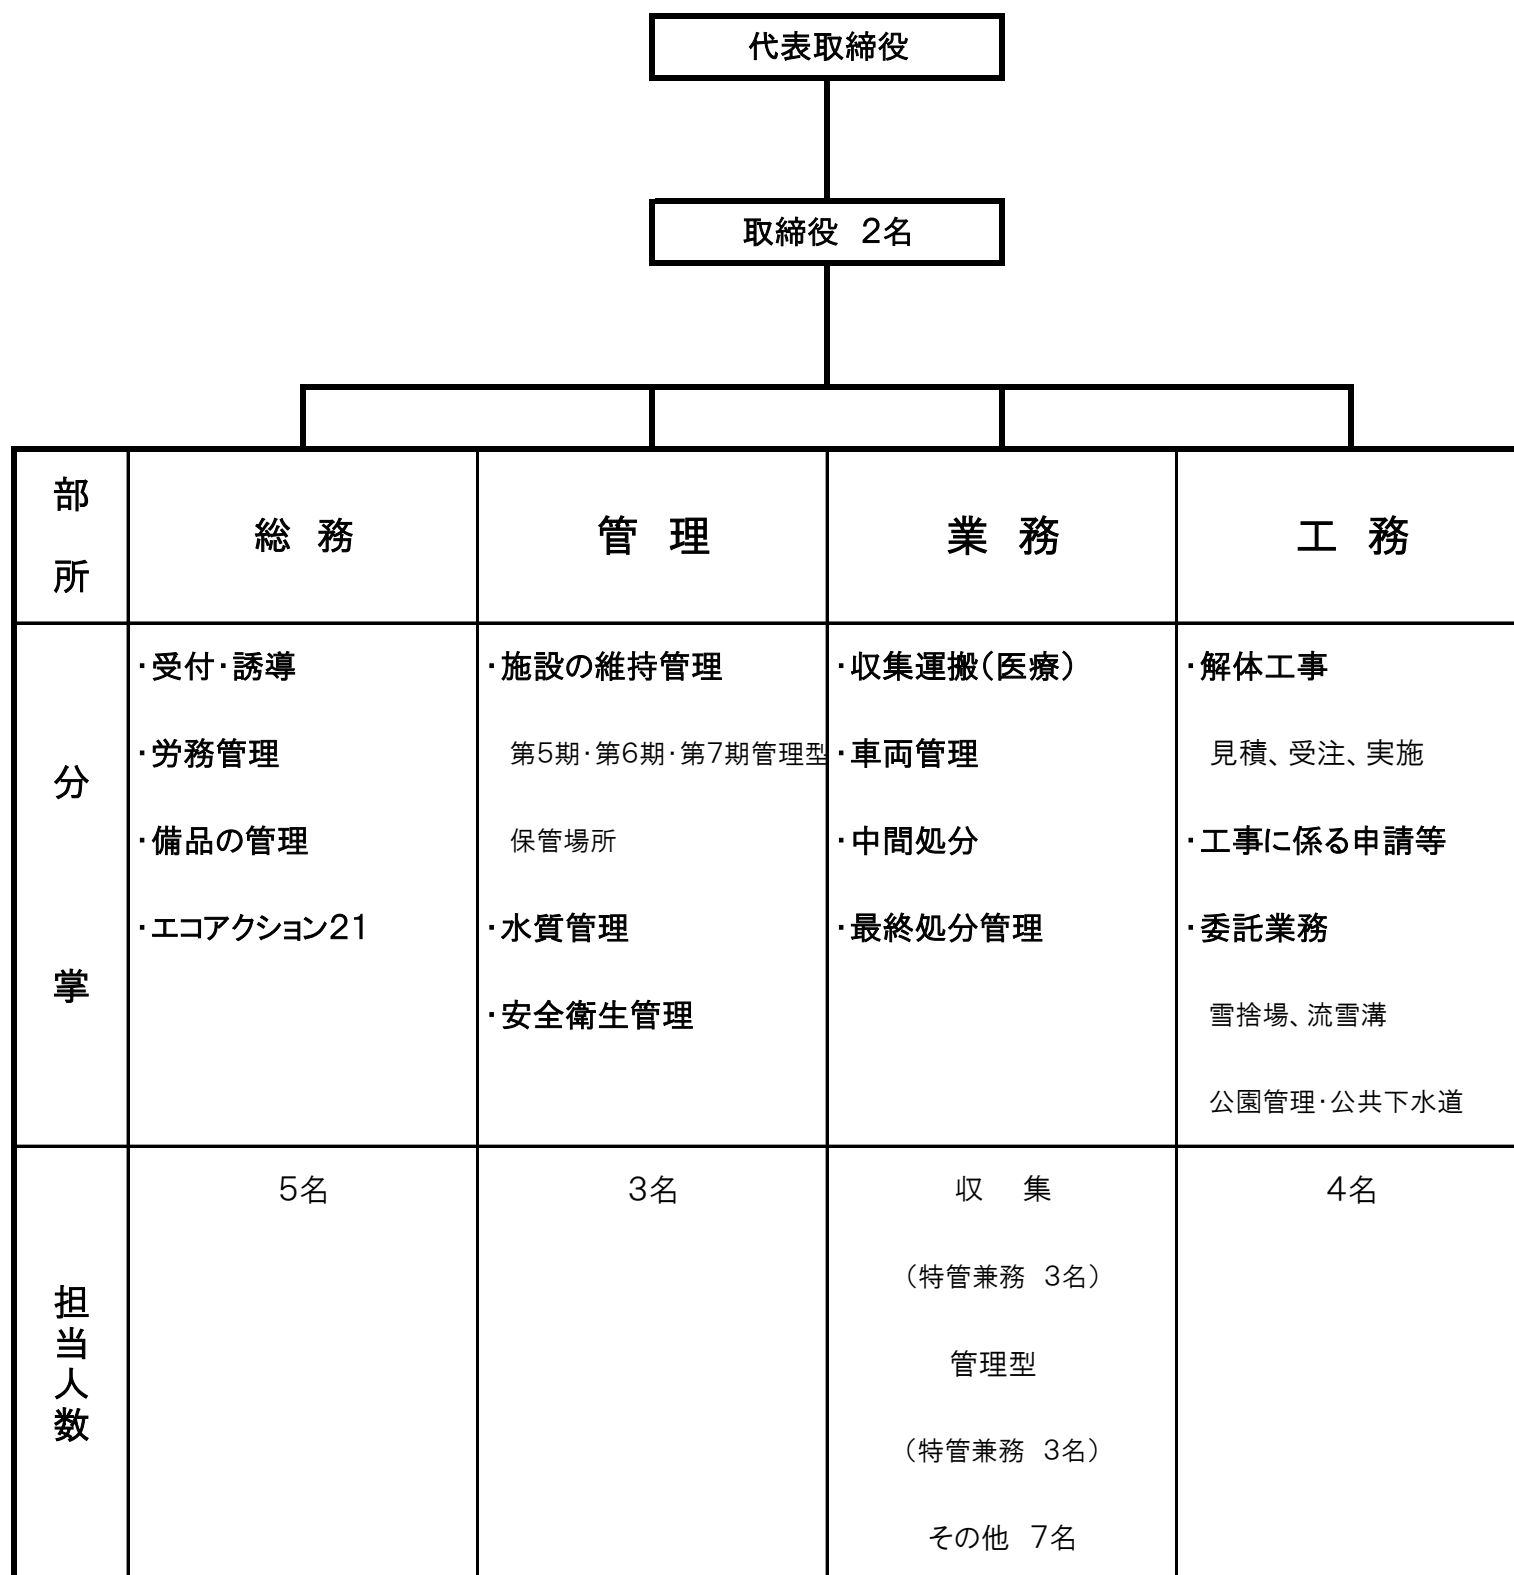 代表取締役
取締役 2名
部所
総 務
管 理
業 務
工 務
分掌
・受付・誘導
・労務管理
・備品の管理
・エコアクション21
・施設の維持管理
第5期・第6期・第7期管理型
保管場所
・水質管理
・安全衛生管理
・収集運搬（医療）
・車両管理
・中間処分
・最終処分管理
・解体工事
見積、受注、実施
・工事に係る申請等
・委託業務
雪捨場、流雪溝
公園管理・公共下水道
担当人数
5名
3名
収 集
（特管兼務 3名）
管理型
（特管兼務 3名）
その他 7名
4名